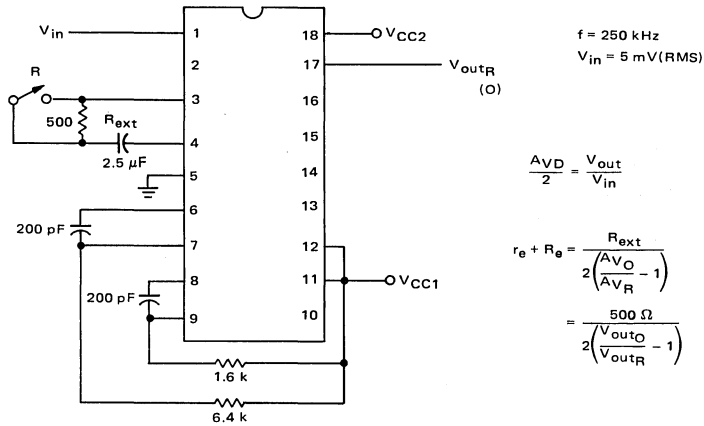 V_in
1
18
V_CC2
2
17
V_outR
(O)
R
3
16
500
R_ext
4
15
2.5 μF
5
14
6
13
200 pF
7
12
8
11
V_CC1
200 pF
9
10
1.6 k
6.4 k
f = 250 kHz
V_in = 5 mV(RMS)
A_VD / 2 = V_out / V_in
r_e + R_e = R_ext / 2(A_VO / A_VR - 1)
= 500 Ω / 2(V_outO / V_outR - 1)